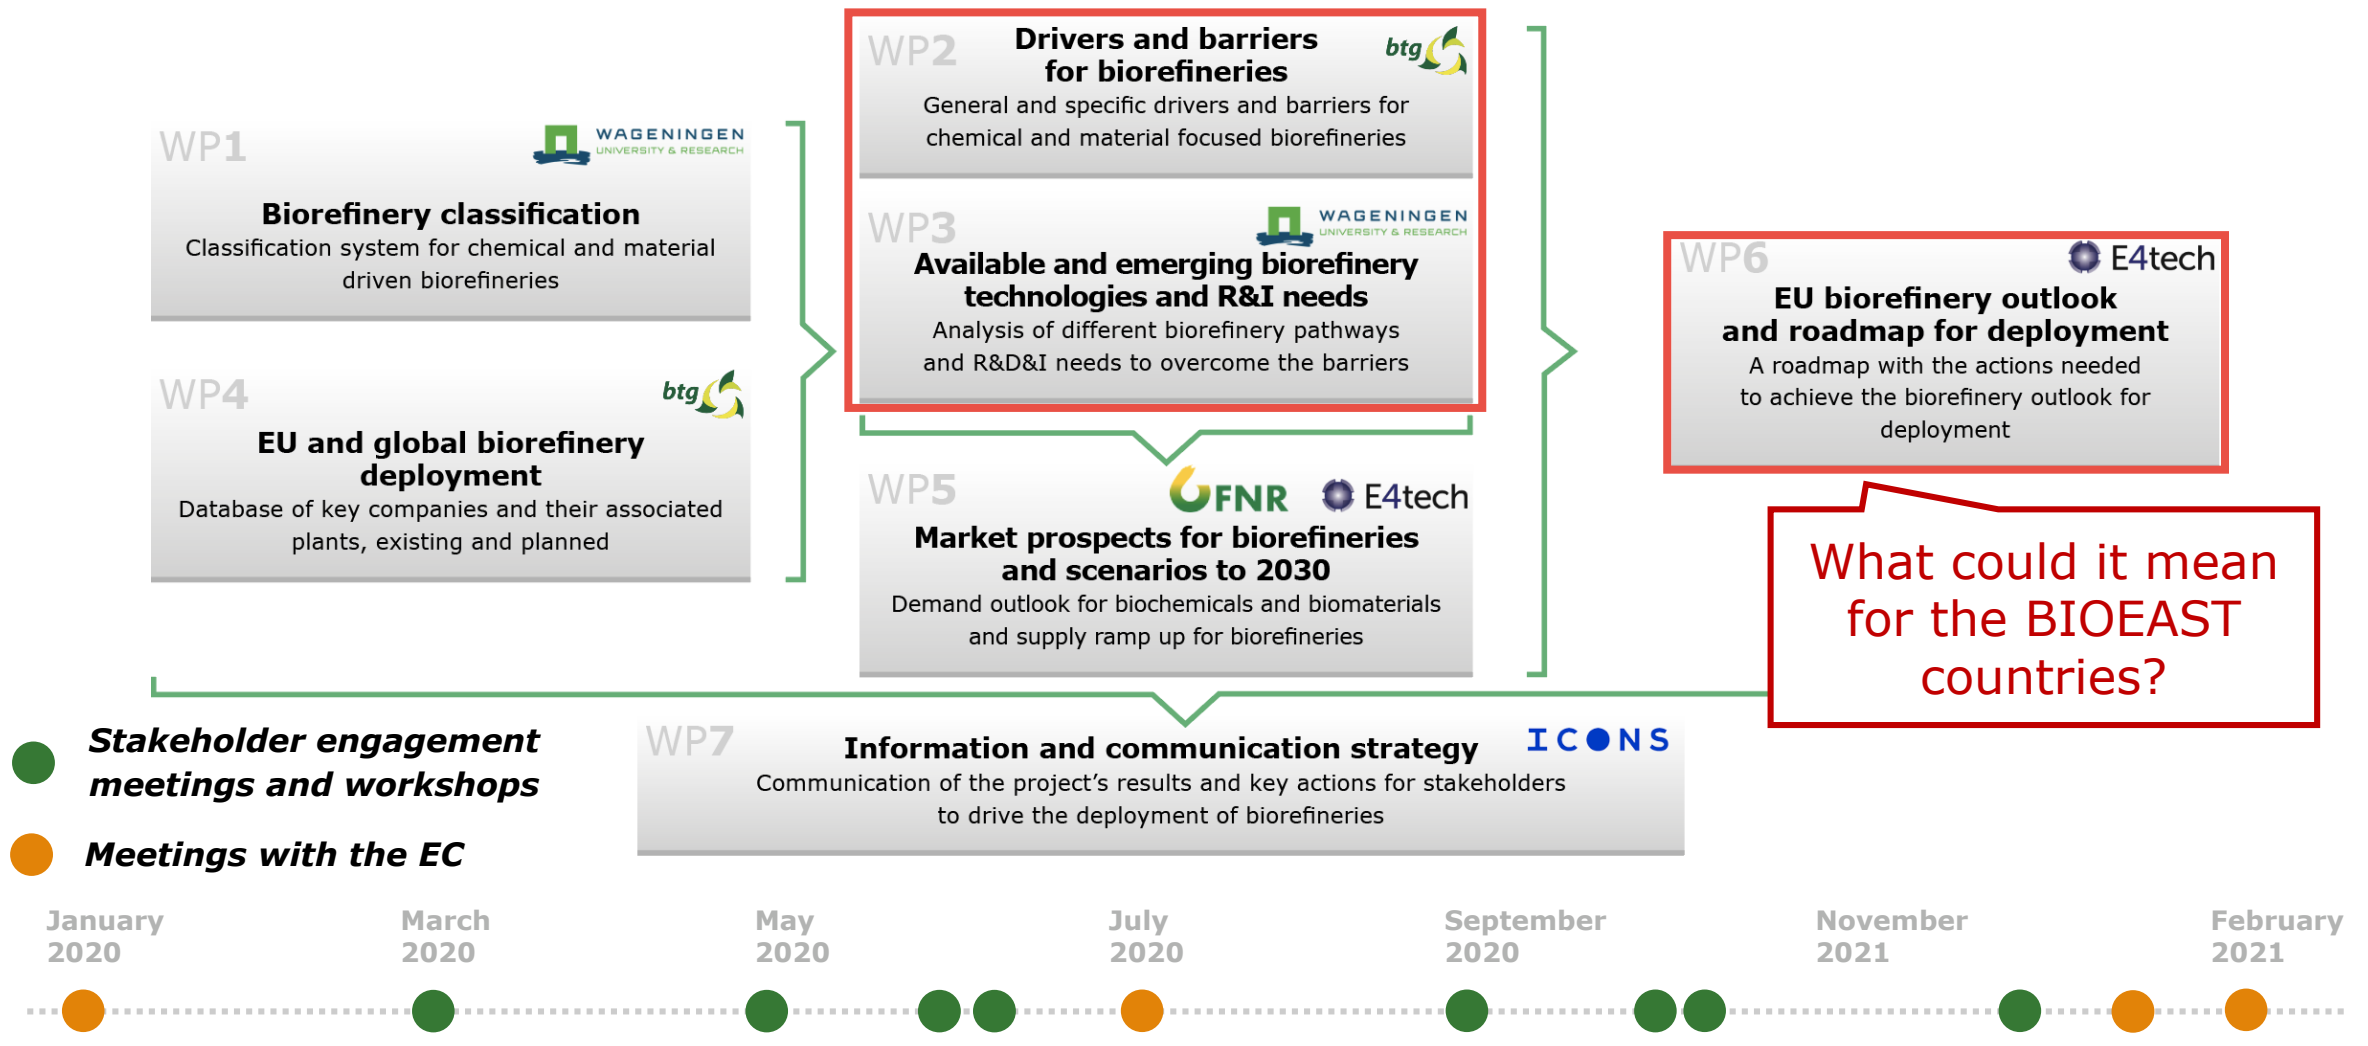 WP1
WAGENINGEN
UNIVERSITY & RESEARCH
Biorefinery classification
Classification system for chemical and material
driven biorefineries
WP4
btg
EU and global biorefinery
deployment
Database of key companies and their associated
plants, existing and planned
WP2
btg
Drivers and barriers
for biorefineries
General and specific drivers and barriers for
chemical and material focused biorefineries
WP3
WAGENINGEN
UNIVERSITY & RESEARCH
Available and emerging biorefinery
technologies and R&I needs
Analysis of different biorefinery pathways
and R&D&I needs to overcome the barriers
WP5
FNR
E4tech
Market prospects for biorefineries
and scenarios to 2030
Demand outlook for biochemicals and biomaterials
and supply ramp up for biorefineries
WP6
E4tech
EU biorefinery outlook
and roadmap for deployment
A roadmap with the actions needed
to achieve the biorefinery outlook for
deployment
What could it mean
for the BIOEAST
countries?
WP7
Information and communication strategy
ICONS
Communication of the project's results and key actions for stakeholders
to drive the deployment of biorefineries
Stakeholder engagement
meetings and workshops
Meetings with the EC
January
2020
March
2020
May
2020
July
2020
September
2020
November
2021
February
2021